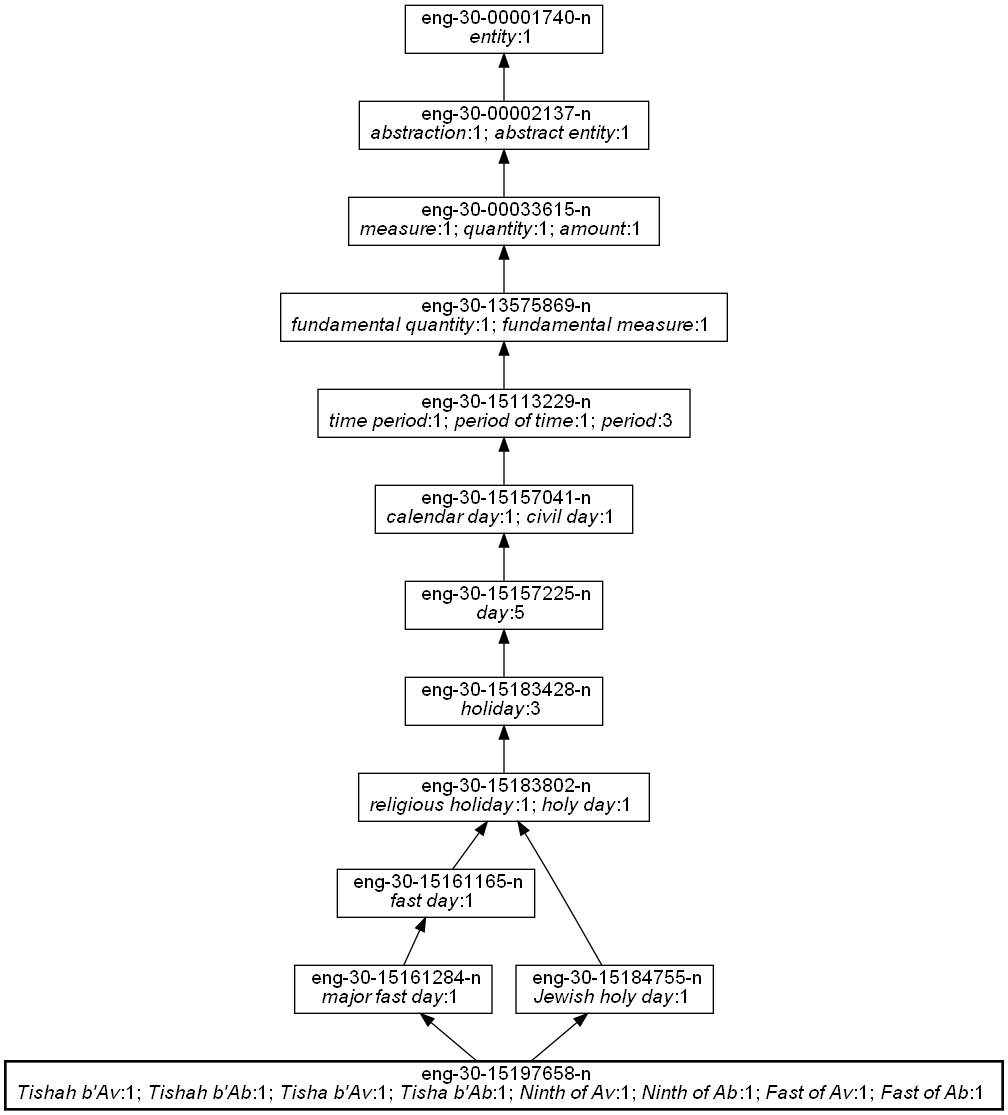 eng-30-00001740-n
entity:1
eng-30-00002137-n
abstraction:1; abstract entity:1
eng-30-00033615-n
measure:1; quantity:1; amount:1
eng-30-13575869-n
fundamental quantity:1; fundamental measure:1
eng-30-15113229-n
time period:1; period of time:1; period:3
eng-30-15157041-n
calendar day:1; civil day:1
eng-30-15157225-n
day:5
eng-30-15183428-n
holiday:3
eng-30-15183802-n
religious holiday:1; holy day:1
eng-30-15161165-n
fast day:1
eng-30-15161284-n
major fast day:1
eng-30-15184755-n
Jewish holy day:1
eng-30-15197658-n
Tishah b'Av:1; Tishah b'Ab:1; Tisha b'Av:1; Tisha b'Ab:1; Ninth of Av:1; Ninth of Ab:1; Fast of Av:1; Fast of Ab:1